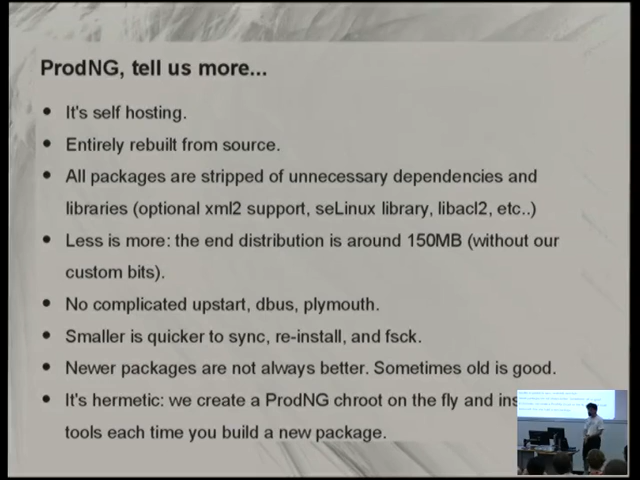 ProdNG, tell us more...
It's self hosting.
Entirely rebuilt from source.
All packages are stripped of unnecessary dependencies and
libraries (optional xml2 support, seLinux library, libacl2, etc..)
Less is more: the end distribution is around 150MB (without our
custom bits).
No complicated upstart, dbus, plymouth.
Smaller is quicker to sync, re-install, and fsck.
Newer packages are not always better. Sometimes old is good.
It's hermetic: we create a ProdNG chroot on the fly and
tools each time you build a new package.